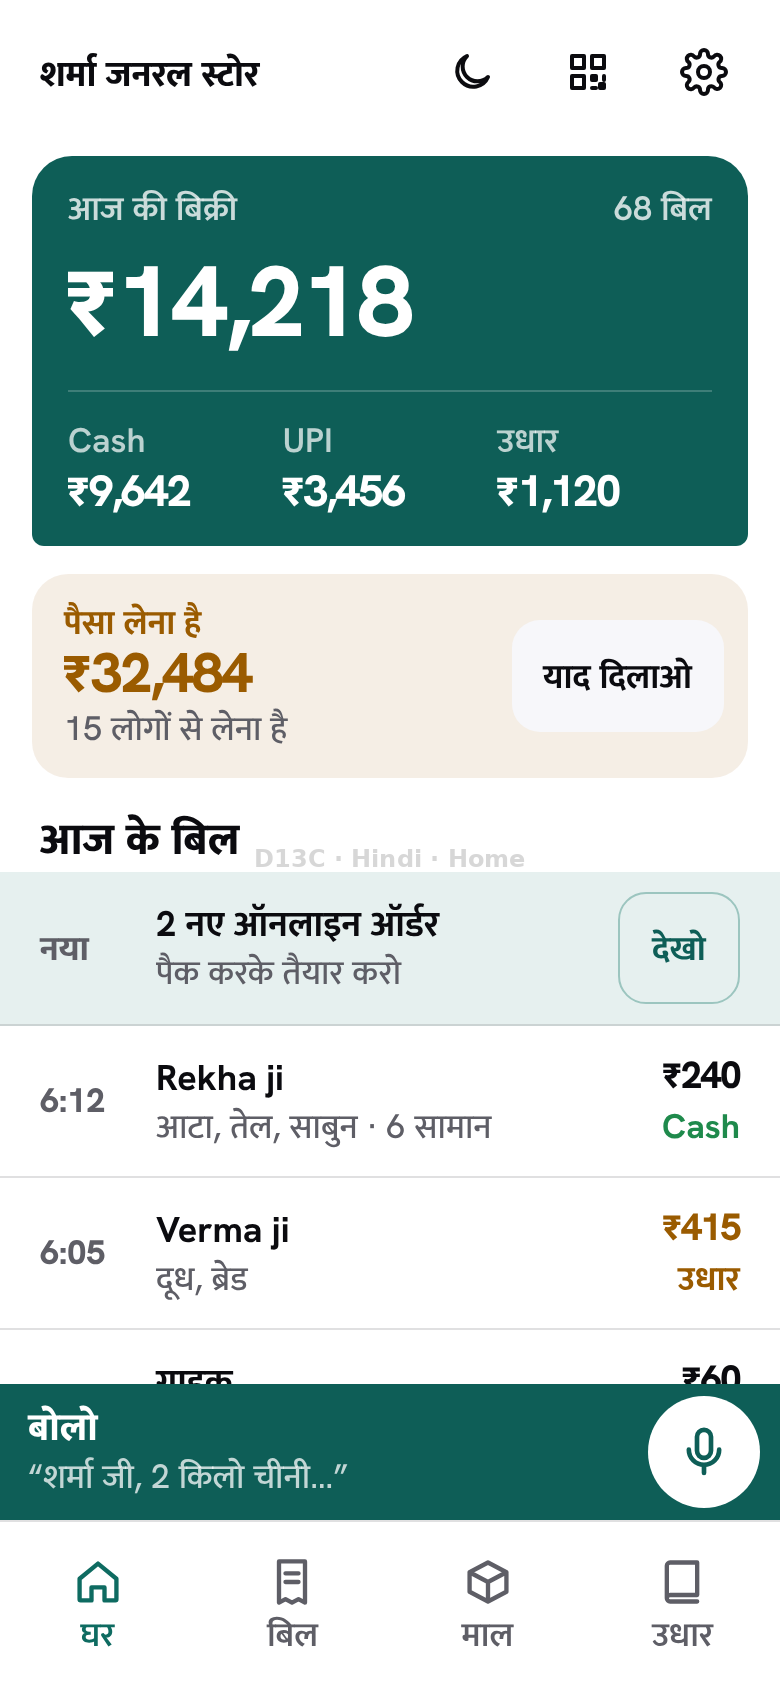 शर्मा जनरल स्टोर
आज की बिक्री 68 बिल
₹14,218
Cash UPI उधार
₹9,642 ₹3,456 ₹1,120
पैसा लेना है
₹32,484
15 लोगों से लेना है
याद दिलाओ
आज के बिल
D13C · Hindi · Home
नया
2 नए ऑनलाइन ऑर्डर
पैक करके तैयार करो
देखो
6:12
Rekha ji ₹240
आटा, तेल, साबुन · 6 सामान Cash
6:05
Verma ji ₹415
दूध, ब्रेड उधार
ग्राहक ₹60
बोलो
“शर्मा जी, 2 किलो चीनी...”
घर बिल माल उधार